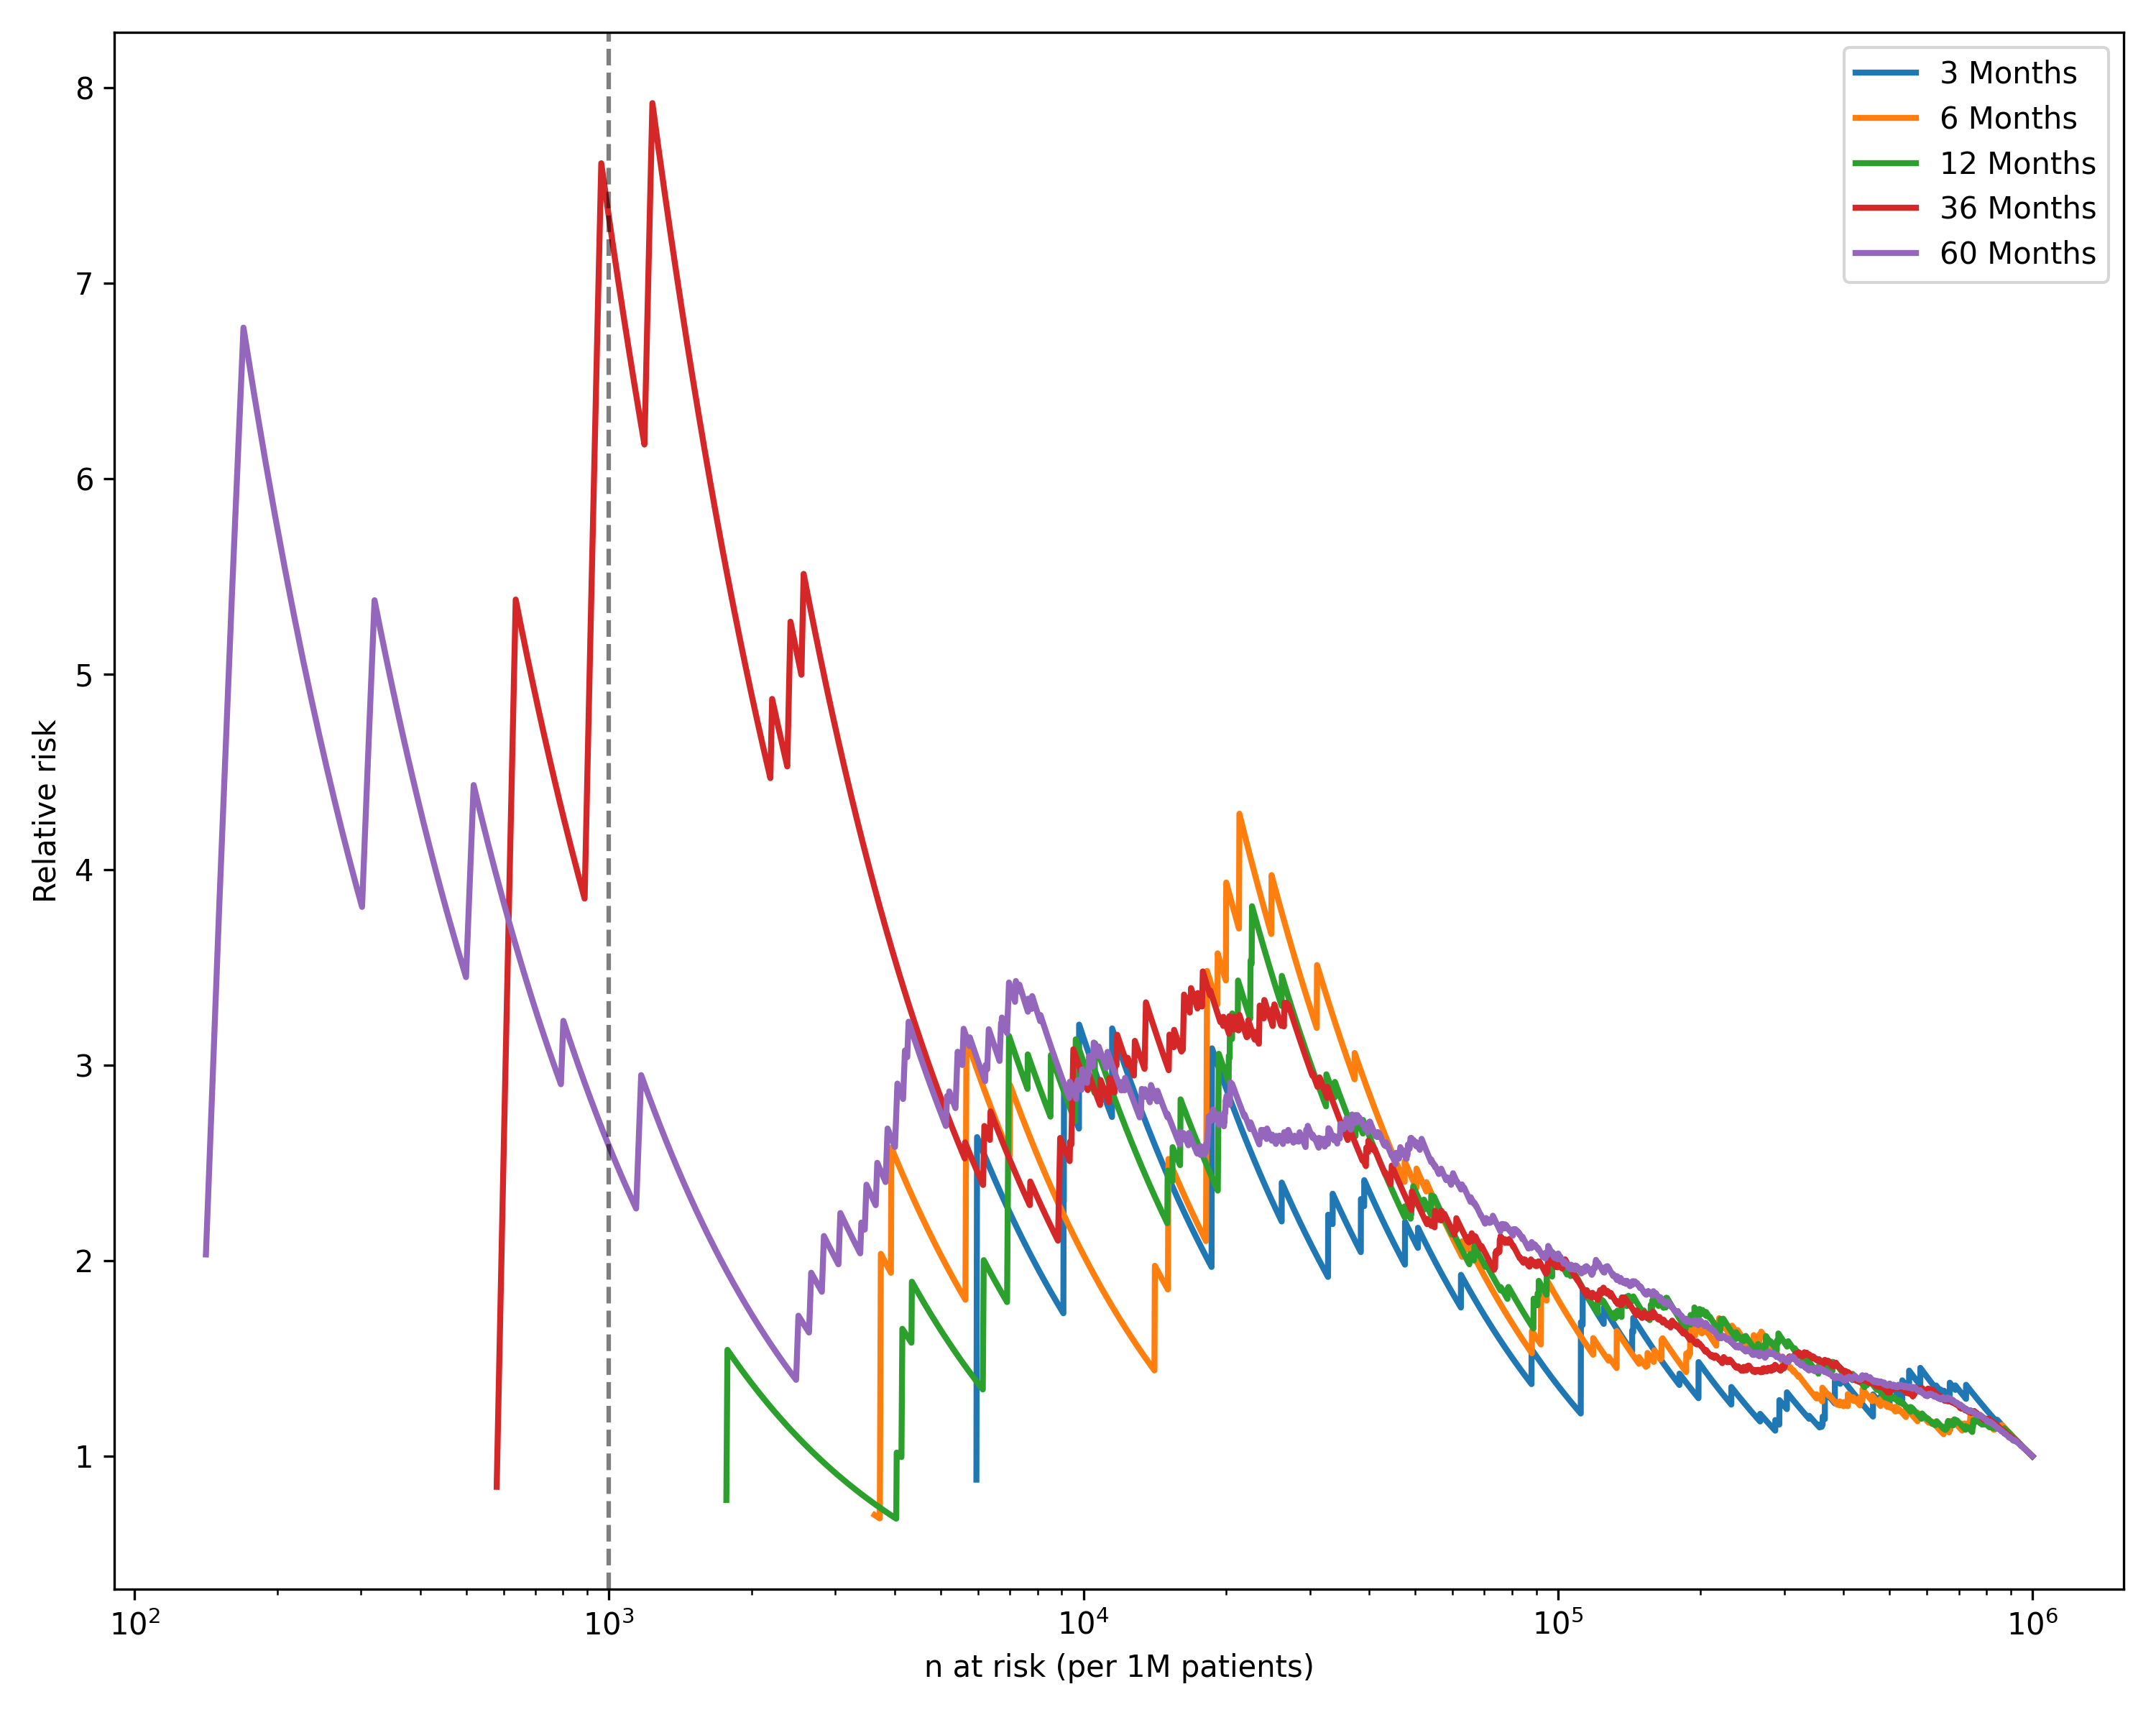 3 Months
6 Months
12 Months
36 Months
60 Months
8
7
6
5
4
3
2
1
Relative risk
10²
10³
10⁴
10⁵
10⁶
n at risk (per 1M patients)